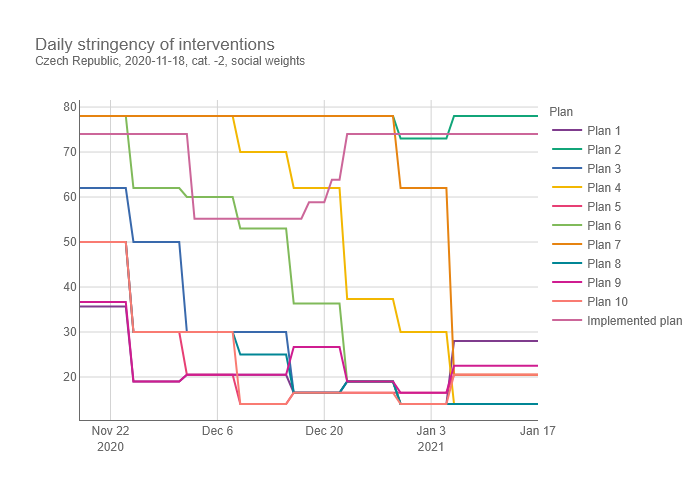 Daily stringency of interventions
Czech Republic, 2020-11-18, cat. -2, social weights
80
70
60
50
40
30
20
Nov 22
2020
Dec 6
Dec 20
Jan 3
2021
Jan 17
Plan
Plan 1
Plan 2
Plan 3
Plan 4
Plan 5
Plan 6
Plan 7
Plan 8
Plan 9
Plan 10
Implemented plan